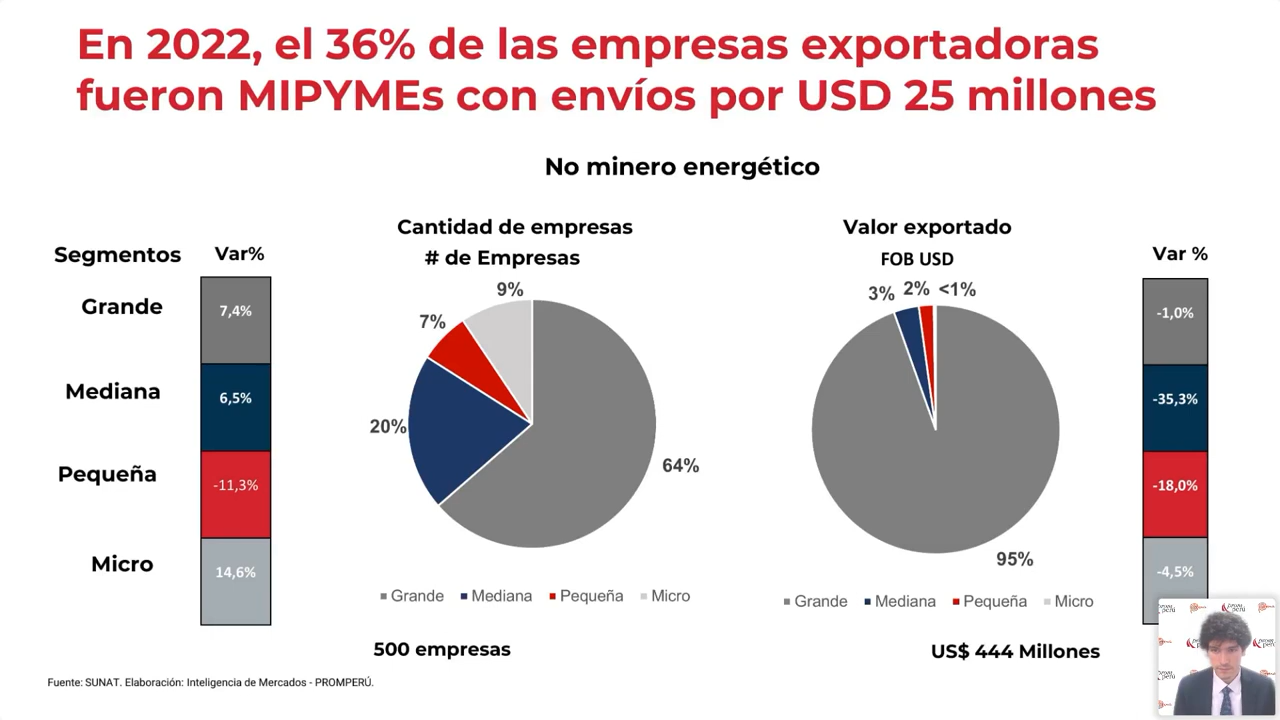 En 2022, el 36% de las empresas exportadoras
fueron MIPYMEs con envíos por USD 25 millones
No minero energético
Segmentos
Var%
Grande
7,4%
Mediana
6,5%
Pequeña
-11,3%
Micro
14,6%
Cantidad de empresas
# de Empresas
9%
7%
20%
64%
Grande Mediana Pequeña Micro
500 empresas
Valor exportado
FOB USD
3% 2% <1%
95%
Grande Mediana Pequeña Micro
US$ 444 Millones
Var %
-1,0%
-35,3%
-18,0%
-4,5%
Fuente: SUNAT. Elaboración: Inteligencia de Mercados - PROMPERÚ.